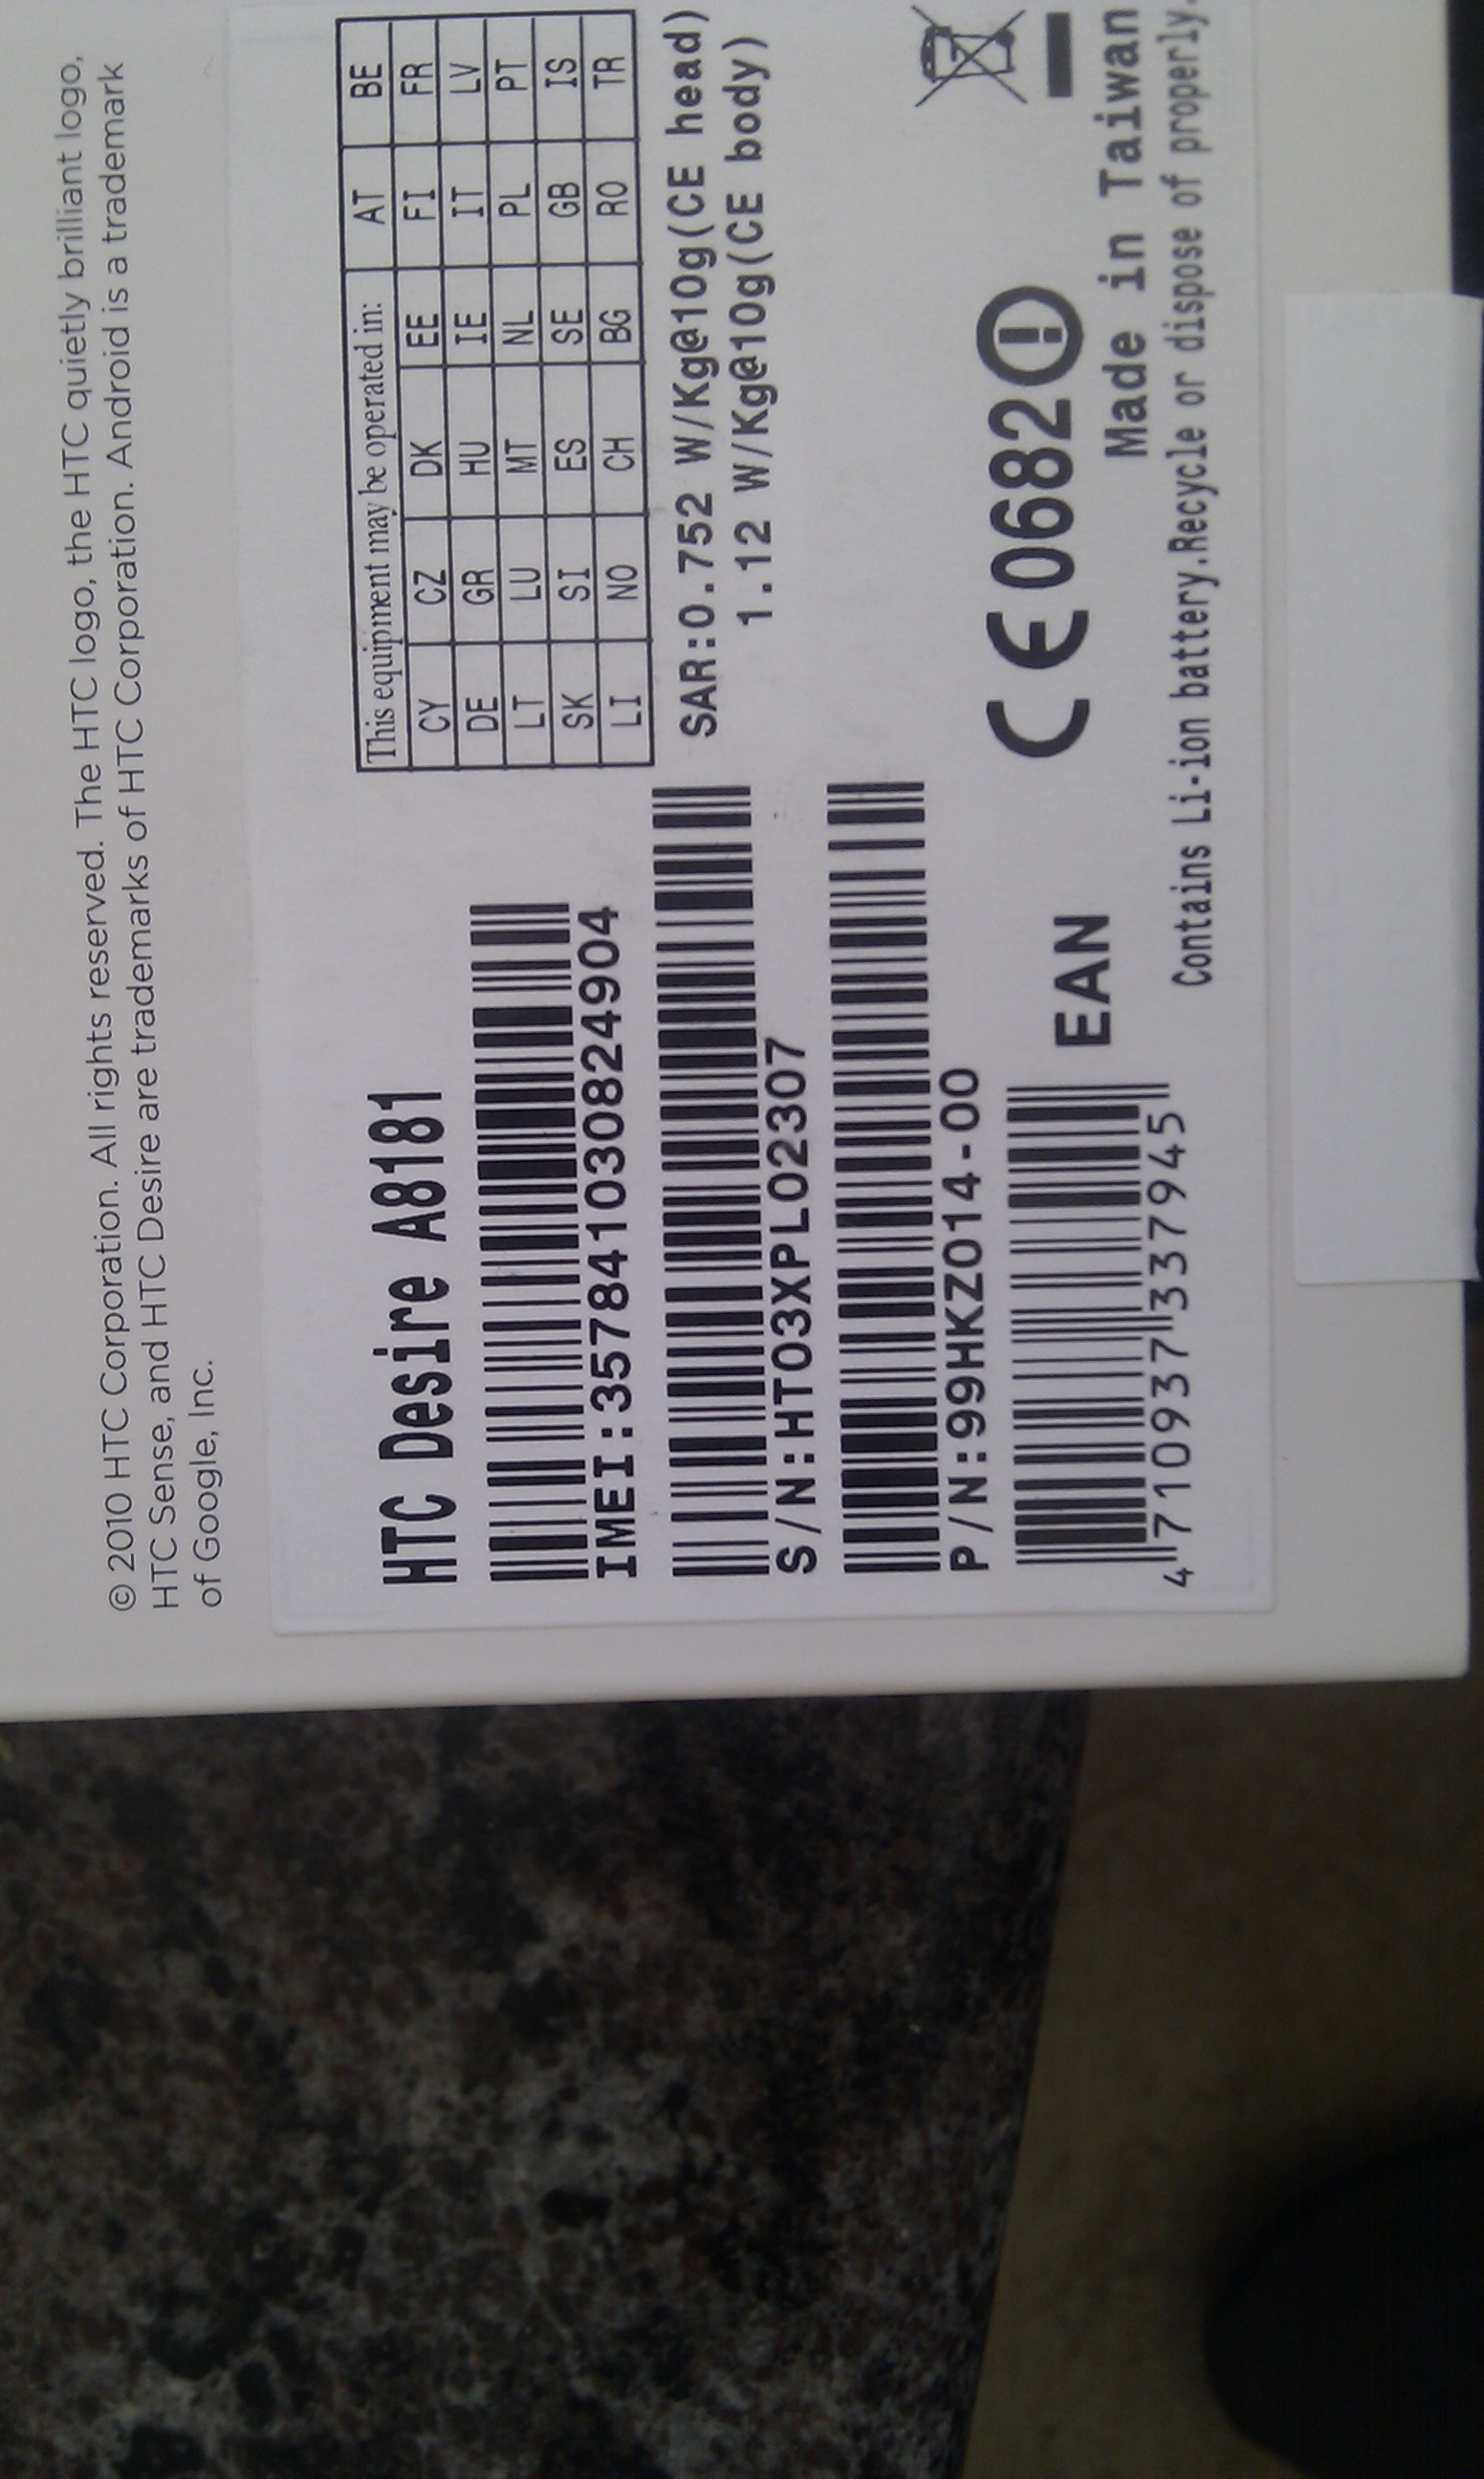 © 2010 HTC Corporation. All rights reserved. The HTC logo, the HTC quietly brilliant logo,
HTC Sense, and HTC Desire are trademarks of HTC Corporation. Android is a trademark
of Google, Inc.
HTC Desire A8181
IMEI:357841030824904
S/N:HT03XPL02307
P/N:99HKZ014-00
4 710937 337945
EAN
This equipment may be operated in: AT BE
CY CZ DK EE FI FR
DE GR HU IE IT LV
LT LU MT NL PL PT
SK SI ES SE GB IS
LI NO CH BG RO TR
SAR:0.752 W/Kg@10g(CE head)
1.12 W/Kg@10g(CE body)
CE0682
Made in Taiwan
Contains Li-ion battery.Recycle or dispose of properly.